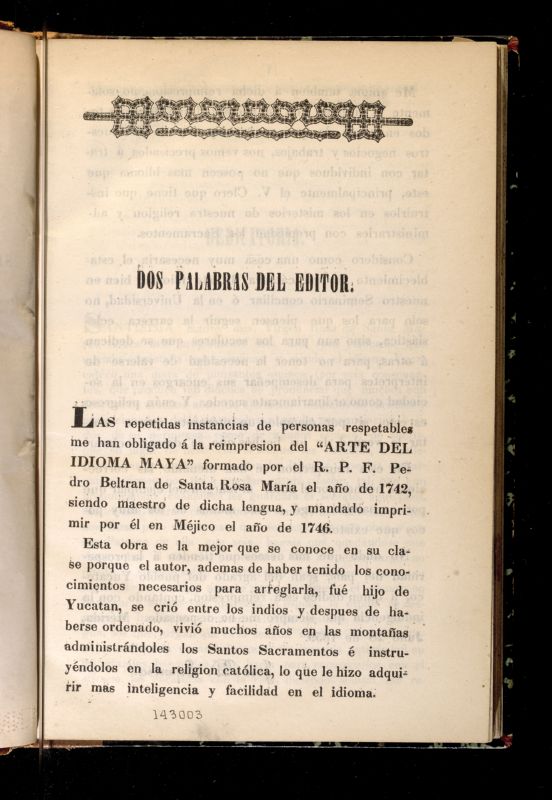 DOS PALABRAS DEL EDITOR.
LAS repetidas instancias de personas respetables
me han obligado á la reimpresion del “ARTE DEL
IDIOMA MAYA” formado por el R. P. F. Pe-
dro Beltran de Santa Rosa María el año de 1742,
siendo maestro de dicha lengua, y mandado impri-
mir por él en Méjico el año de 1746.
Esta obra es la mejor que se conoce en su cla-
se porque el autor, ademas de haber tenido los cono-
cimientos necesarios para arreglarla, fué hijo de
Yucatan, se crió entre los indios y despues de ha-
berse ordenado, vivió muchos años en las montañas
administrándoles los Santos Sacramentos é instru-
yéndolos en la religion católica, lo que le hizo adqui-
rir mas inteligencia y facilidad en el idioma.
143003